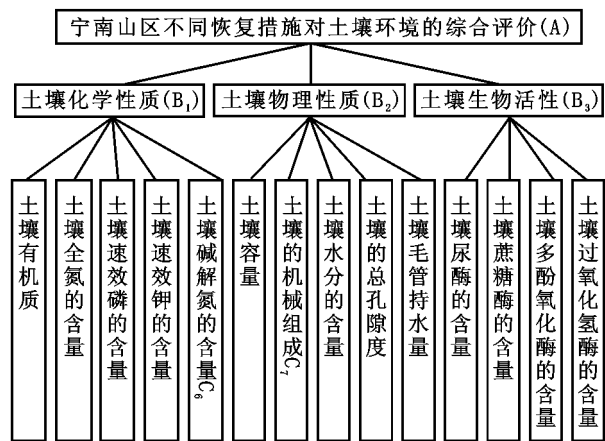 宁南山区不同恢复措施对土壤环境的综合评价(A)
土壤化学性质(B₁)
土壤物理性质(B₂)
土壤生物活性(B₃)
土壤有机质
土壤全氮的含量
土壤速效磷的含量
土壤速效钾的含量
土壤碱解氮的含量C₆
土壤容量
土壤的机械组成C₇
土壤水分的含量
土壤的总孔隙度
土壤毛管持水量
土壤尿酶的含量
土壤蔗糖酶的含量
土壤多酚氧化酶的含量
土壤过氧化氢酶的含量